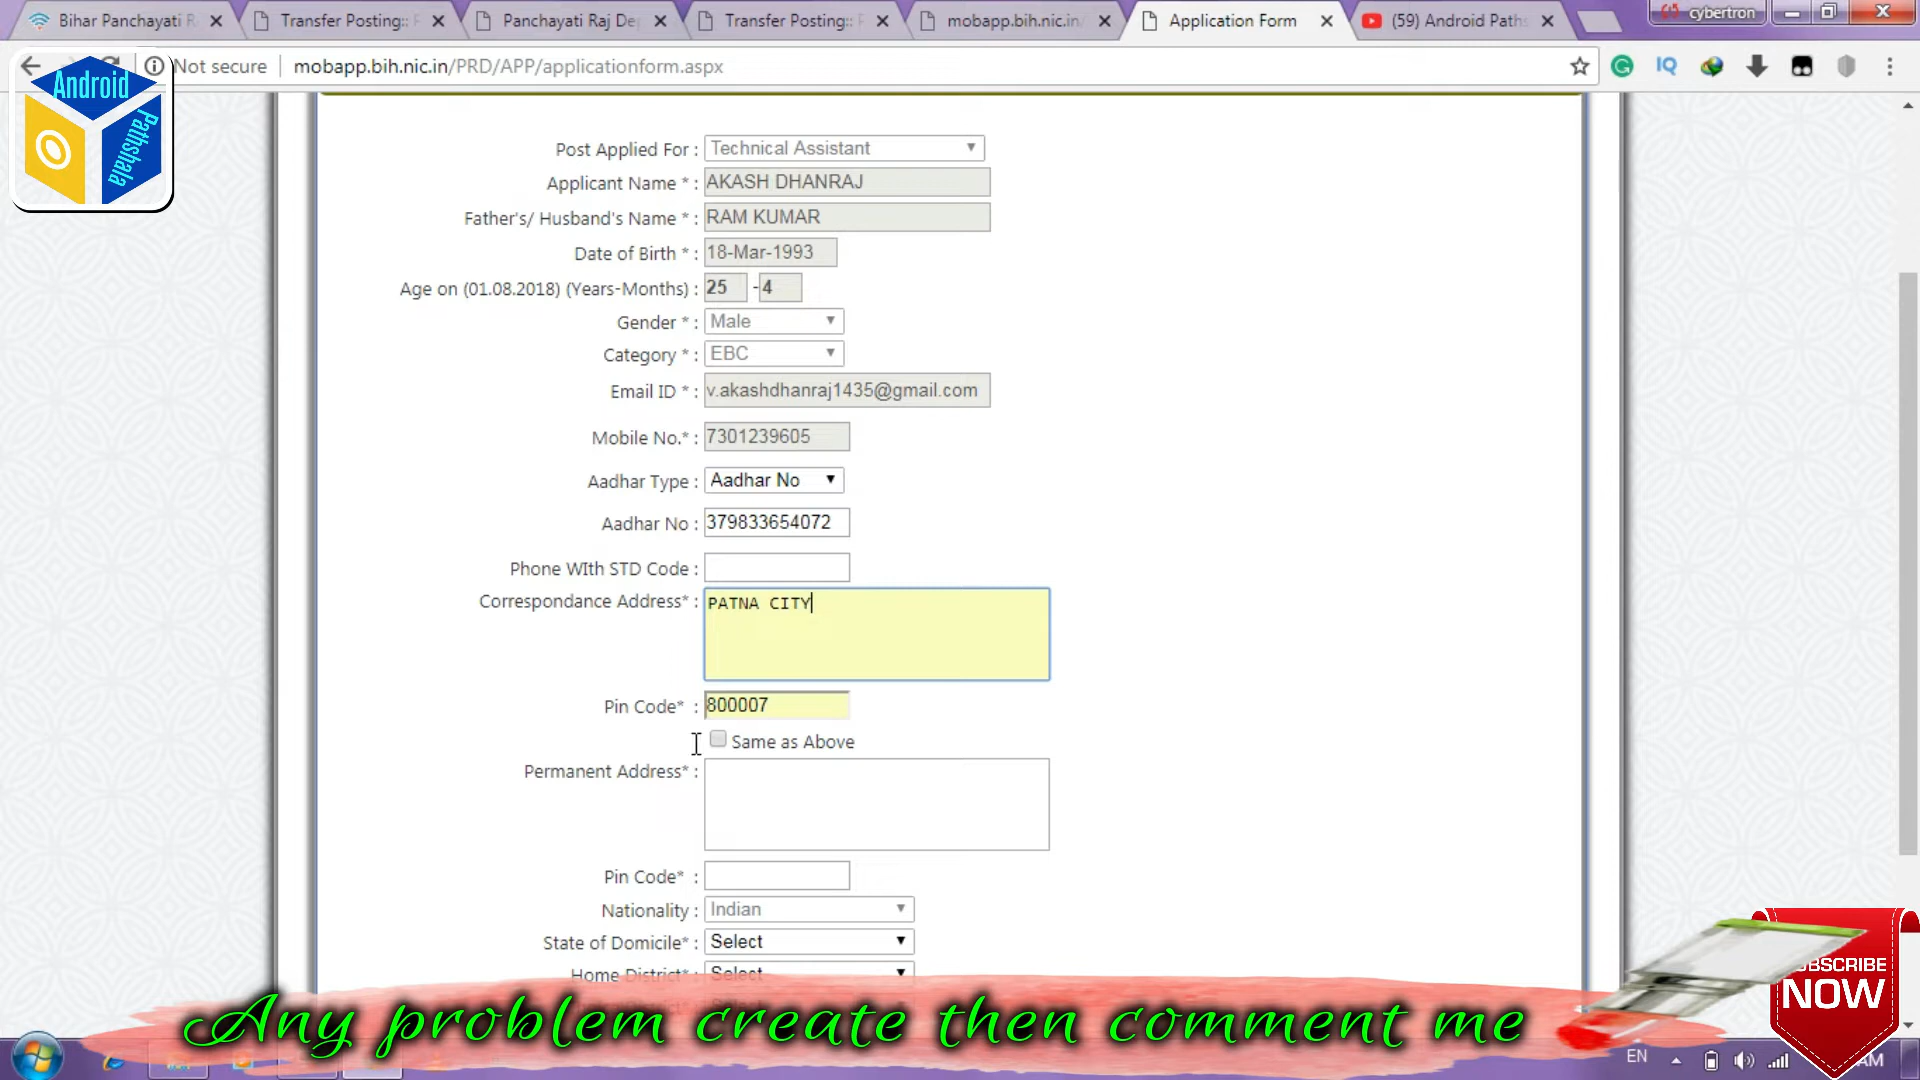 Bihar Panchayati R
Transfer Posting:: F
Panchayati Raj De
Transfer Posting:: F
mobapp.bih.nic.in/
Application Form
(59) Android Paths
cybertron
Not secure
mobapp.bih.nic.in/PRD/APP/applicationform.aspx
Android
Pathshala
Post Applied For : Technical Assistant
Applicant Name * : AKASH DHANRAJ
Father's/ Husband's Name * : RAM KUMAR
Date of Birth * : 18-Mar-1993
Age on (01.08.2018) (Years-Months) : 25 - 4
Gender * : Male
Category * : EBC
Email ID * : v.akashdhanraj1435@gmail.com
Mobile No.* : 7301239605
Aadhar Type : Aadhar No
Aadhar No : 379833654072
Phone WIth STD Code :
Correspondance Address* : PATNA CITY
Pin Code* : 800007
Same as Above
Permanent Address* :
Pin Code* :
Nationality : Indian
State of Domicile* : Select
Home District* : Select
Any problem create then comment me
SUBSCRIBE
NOW
EN
AM